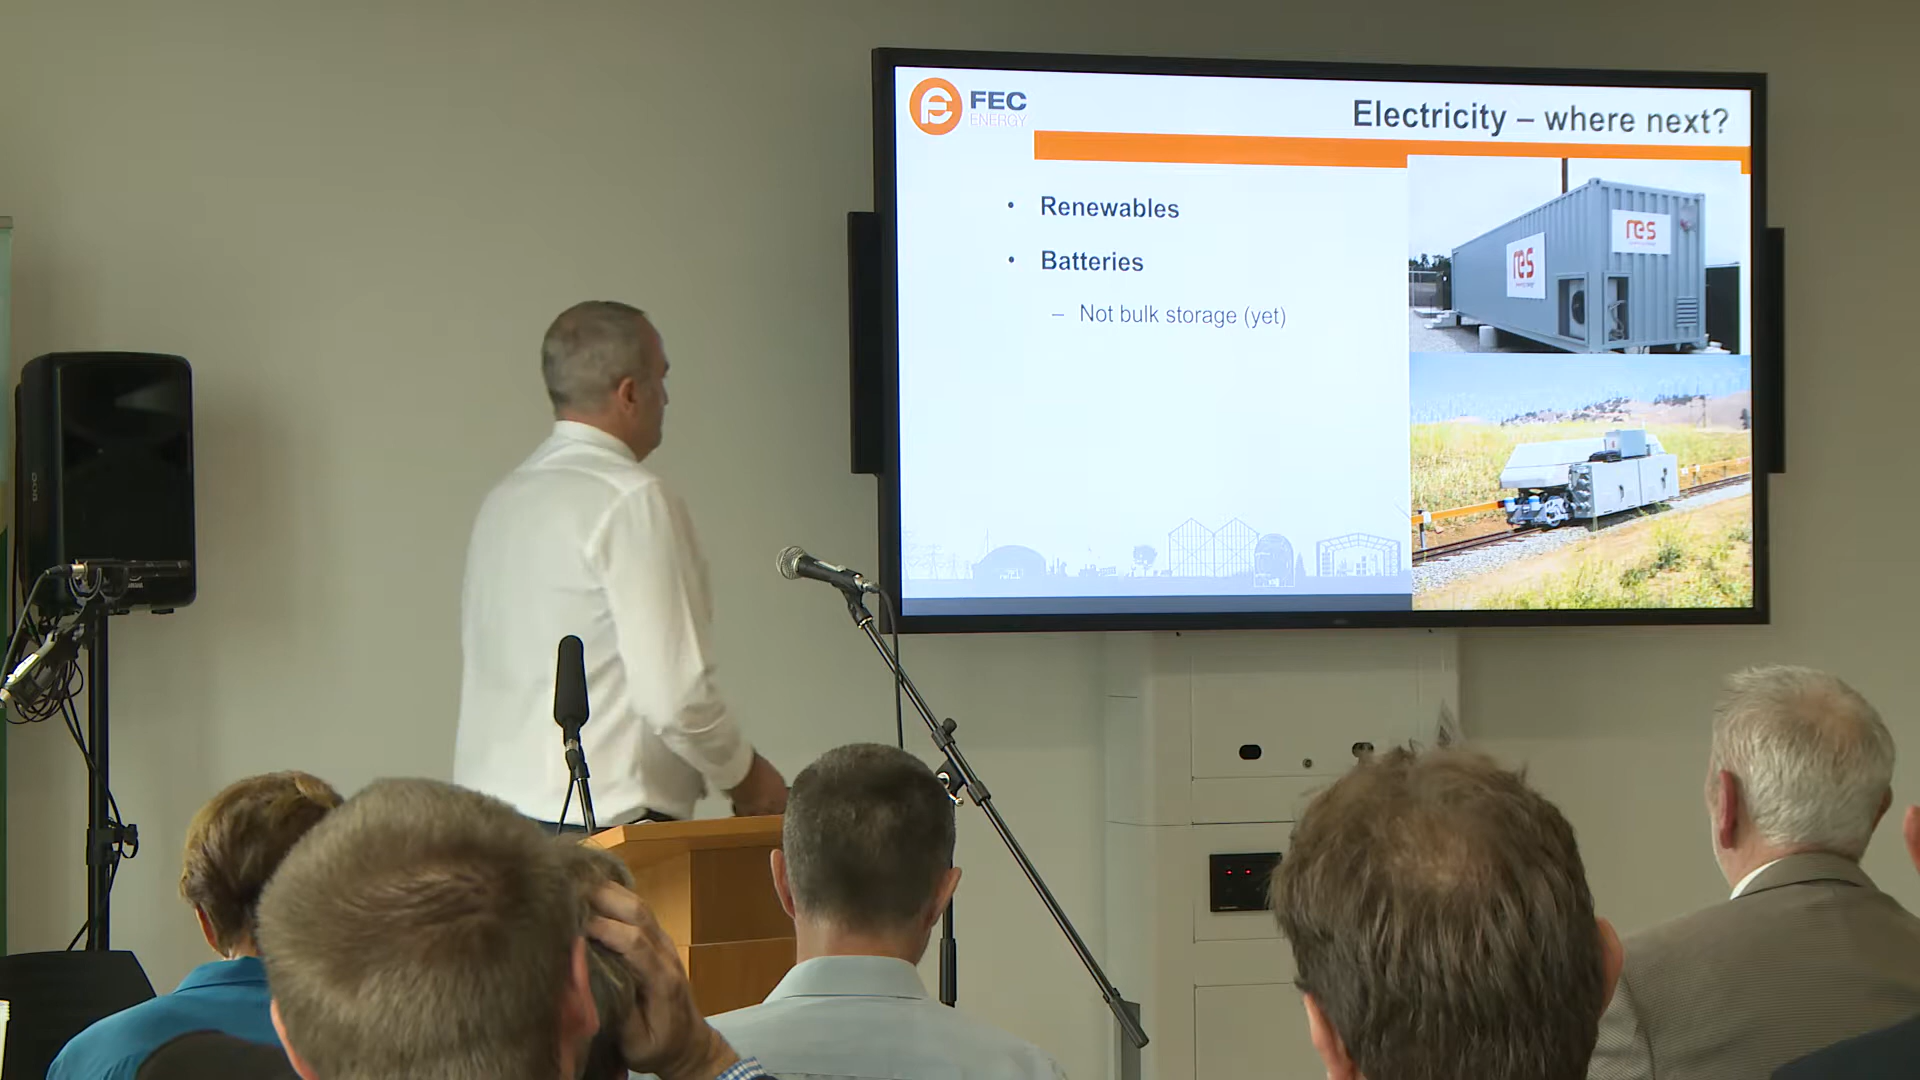 FEC
ENERGY
Electricity – where next?
• Renewables
• Batteries
– Not bulk storage (yet)
res
res